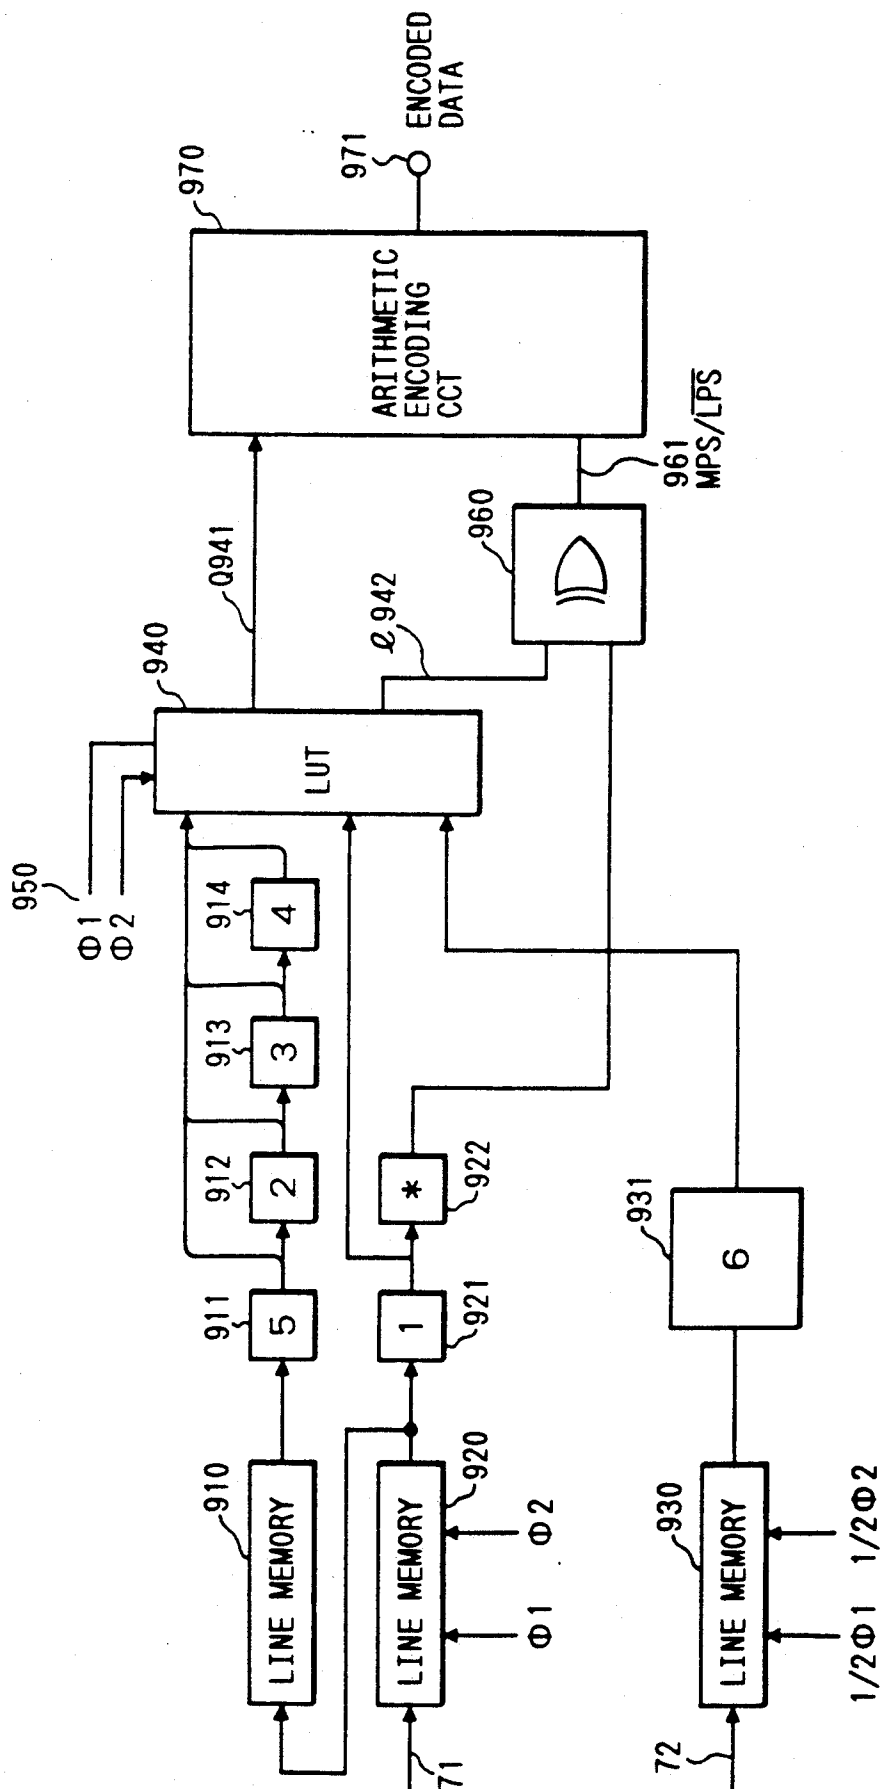 950
Φ1
Φ2
940
LUT
Q941
ℓ942
970
ARITHMETIC
ENCODING
CCT
971
ENCODED
DATA
960
961
MPS/L̅P̅S̅
910
LINE MEMORY
911
5
912
2
913
3
914
4
71
LINE MEMORY
920
Φ1
Φ2
921
1
922
*
72
930
LINE MEMORY
1/2Φ1
1/2Φ2
931
6